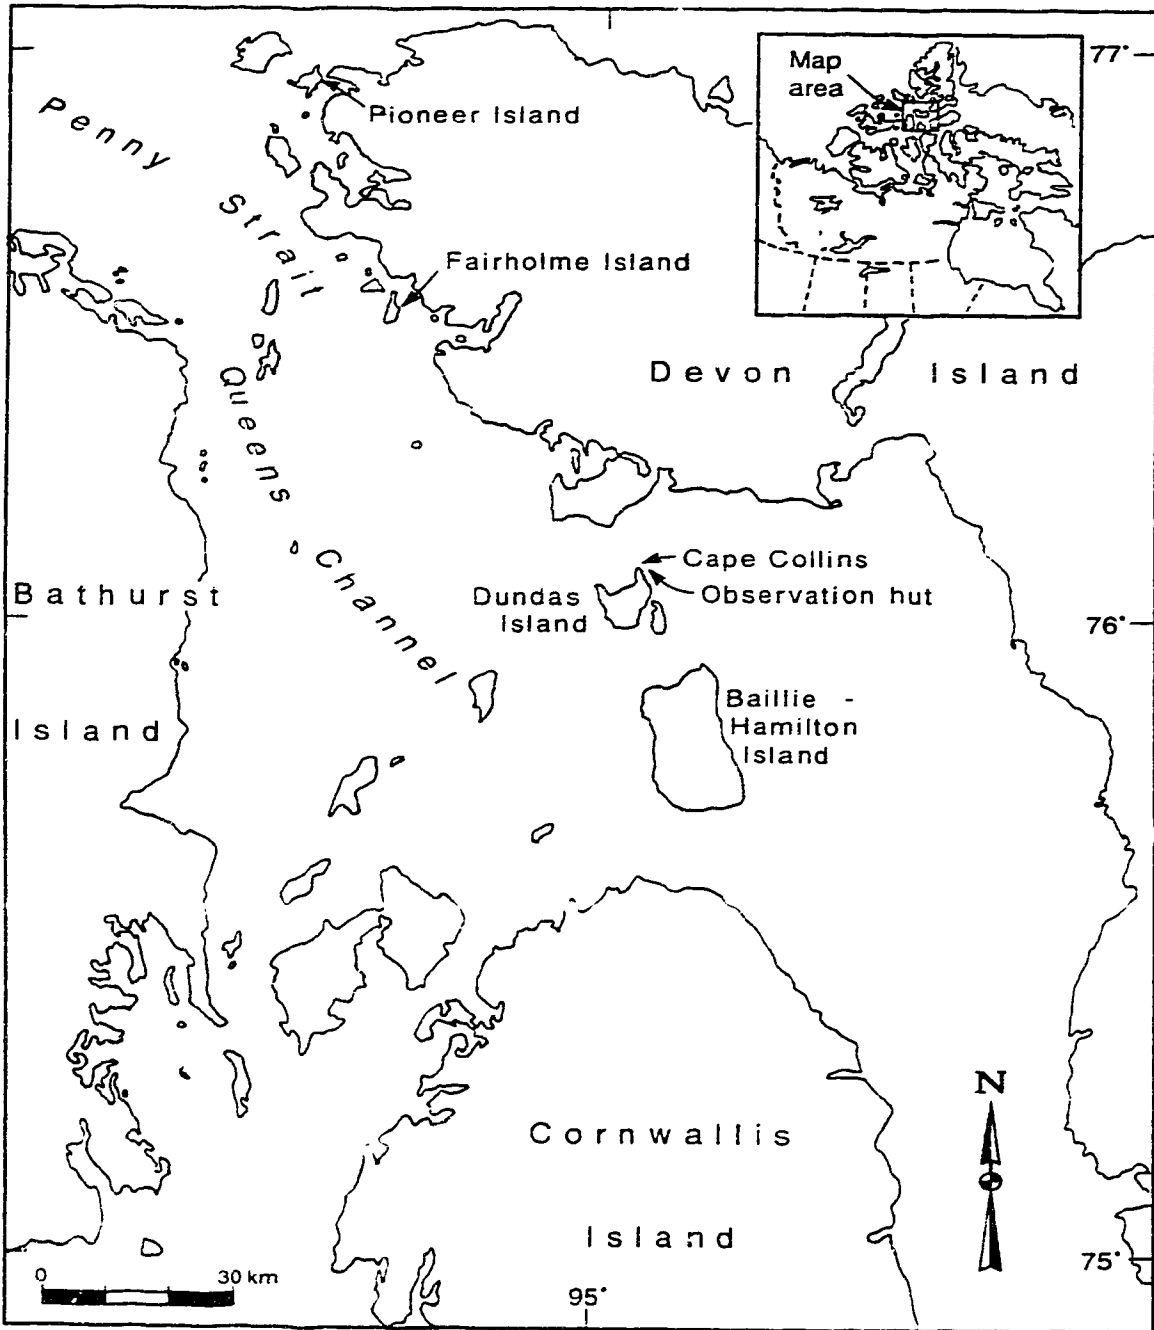 77°
Map
area
Pioneer Island
Penny
Strait
Fairholme Island
Devon Island
Queens
Channel
Cape Collins
Observation hut
Dundas
Island
Bathurst
Island
76°
Baillie -
Hamilton
Island
N
Cornwallis
Island
0 30 km
95°
75°